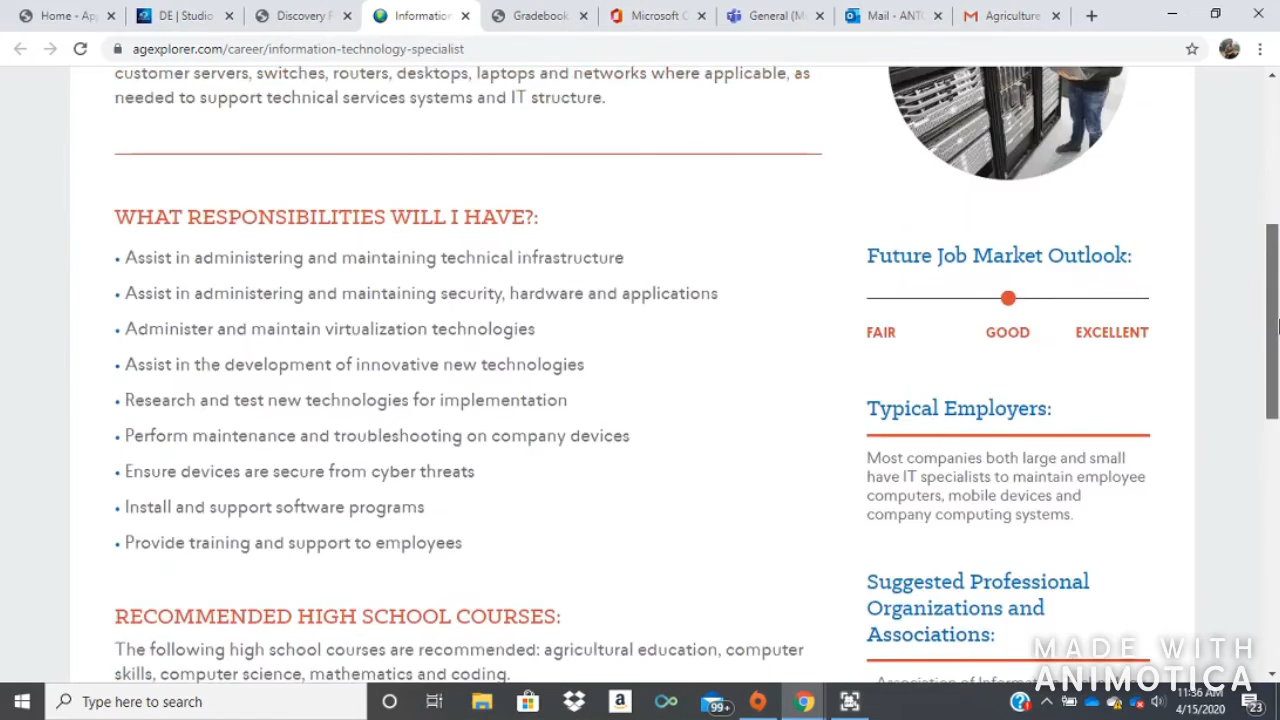 Home - Ap
DE | Studio
Discovery F
Information
Gradebook
Microsoft O
General (M
Mail - ANTO
Agriculture
agexplorer.com/career/information-technology-specialist
customer servers, switches, routers, desktops, laptops and networks where applicable, as
needed to support technical services systems and IT structure.
WHAT RESPONSIBILITIES WILL I HAVE?:
• Assist in administering and maintaining technical infrastructure
• Assist in administering and maintaining security, hardware and applications
• Administer and maintain virtualization technologies
• Assist in the development of innovative new technologies
• Research and test new technologies for implementation
• Perform maintenance and troubleshooting on company devices
• Ensure devices are secure from cyber threats
• Install and support software programs
• Provide training and support to employees
RECOMMENDED HIGH SCHOOL COURSES:
The following high school courses are recommended: agricultural education, computer
skills, computer science, mathematics and coding.
Future Job Market Outlook:
FAIR GOOD EXCELLENT
Typical Employers:
Most companies both large and small
have IT specialists to maintain employee
computers, mobile devices and
company computing systems.
Suggested Professional
Organizations and
Associations:
Association of Informat
MADE WITH
ANIMOTICA
Type here to search
99+
11:36 AM
4/15/2020
23